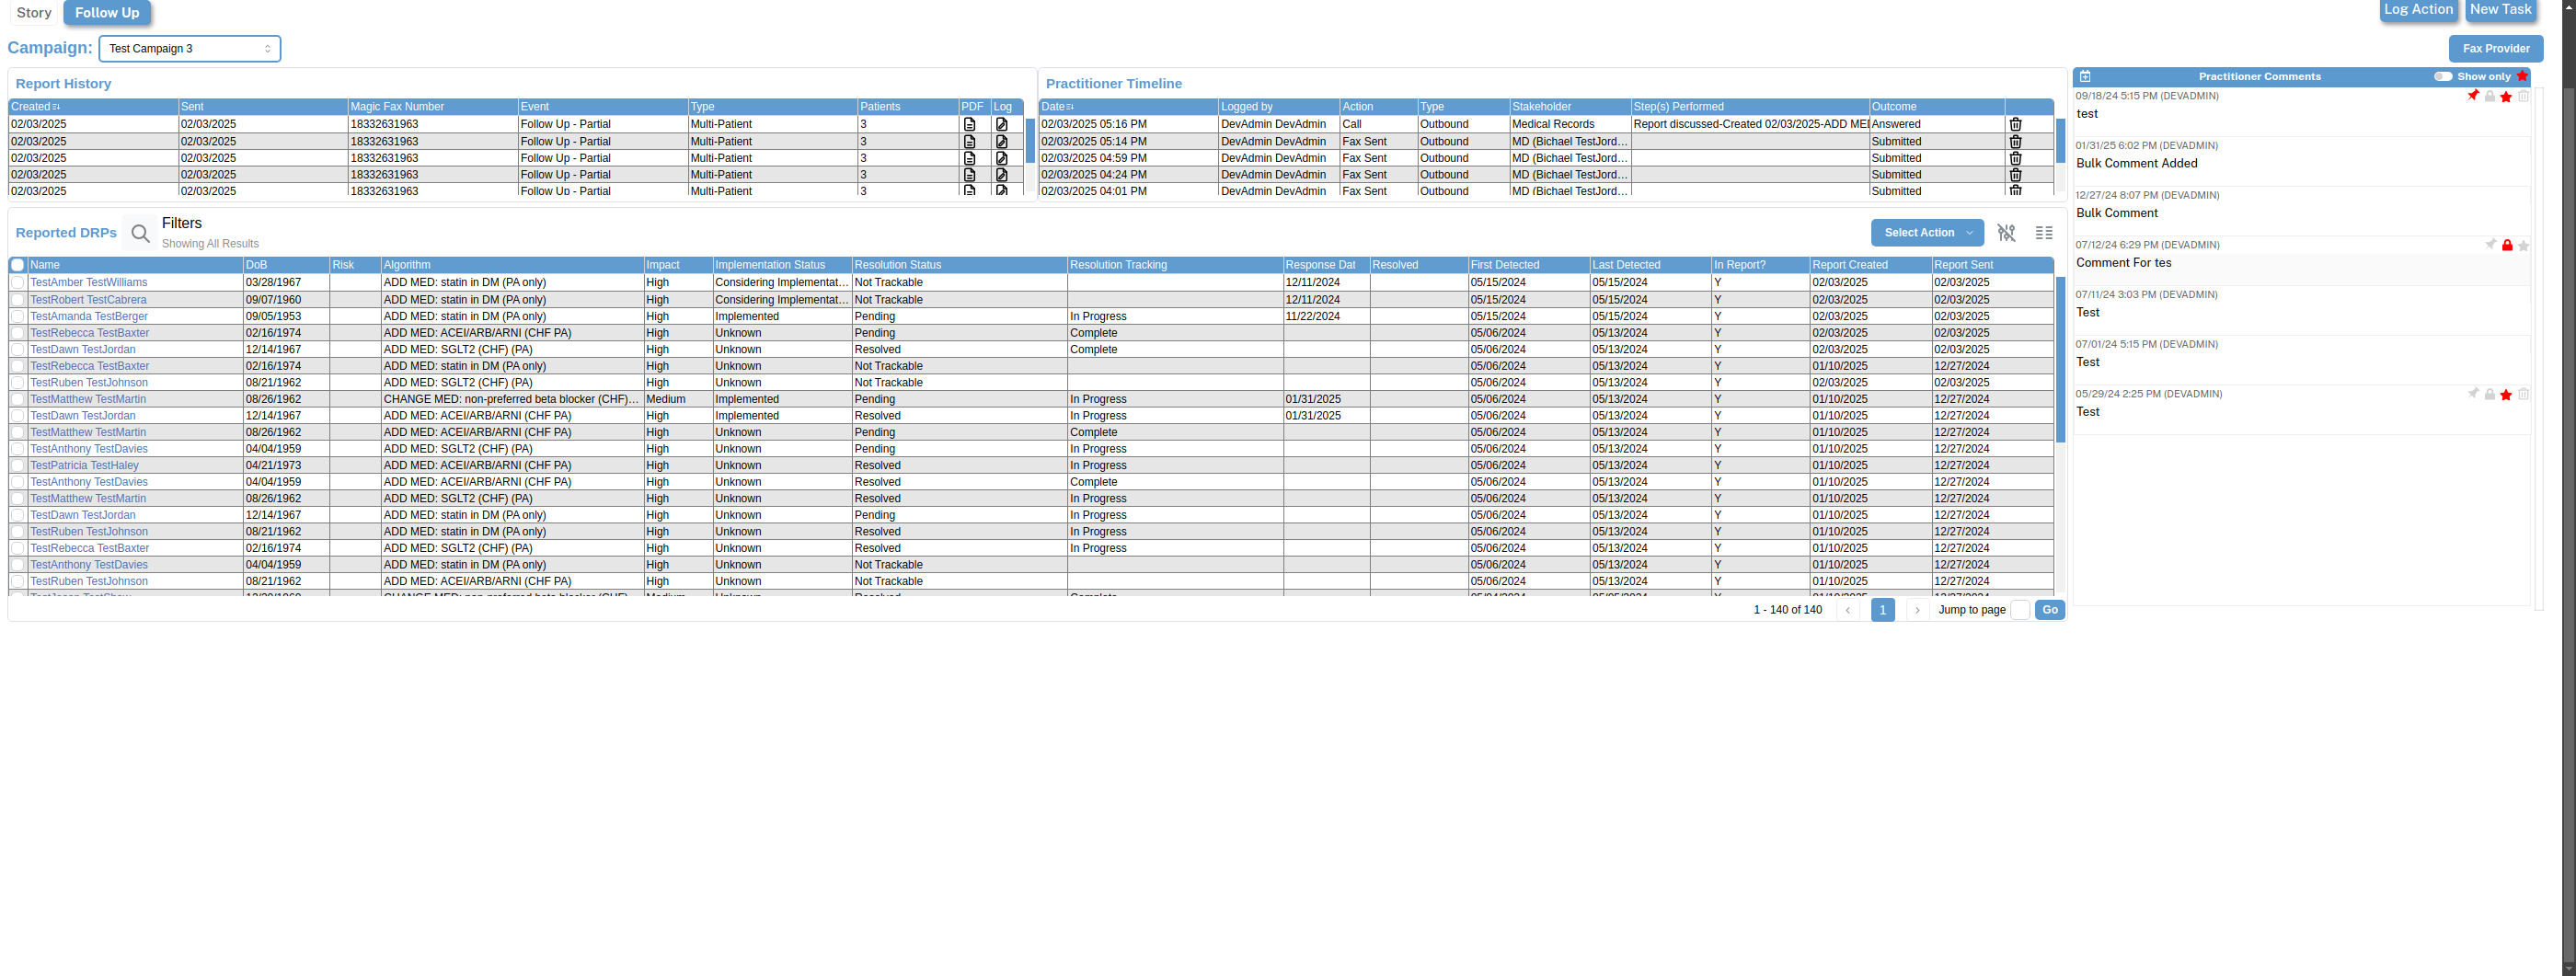 Story Follow Up Log Action New Task
Campaign: Test Campaign 3 Fax Provider
Report History
Created Sent Magic Fax Number Event Type Patients PDF Log
02/03/2025 02/03/2025 18332631963 Follow Up - Partial Multi-Patient 3
02/03/2025 02/03/2025 18332631963 Follow Up - Partial Multi-Patient 3
02/03/2025 02/03/2025 18332631963 Follow Up - Partial Multi-Patient 3
02/03/2025 02/03/2025 18332631963 Follow Up - Partial Multi-Patient 3
02/03/2025 02/03/2025 18332631963 Follow Up - Partial Multi-Patient 3
Practitioner Timeline
Date Logged by Action Type Stakeholder Step(s) Performed Outcome
02/03/2025 05:16 PM DevAdmin DevAdmin Call Outbound Medical Records Report discussed-Created 02/03/2025-ADD MED Answered
02/03/2025 05:14 PM DevAdmin DevAdmin Fax Sent Outbound MD (Bichael TestJord… Submitted
02/03/2025 04:59 PM DevAdmin DevAdmin Fax Sent Outbound MD (Bichael TestJord… Submitted
02/03/2025 04:24 PM DevAdmin DevAdmin Fax Sent Outbound MD (Bichael TestJord… Submitted
02/03/2025 04:01 PM DevAdmin DevAdmin Fax Sent Outbound MD (Bichael TestJord… Submitted
Reported DRPs Filters
Showing All Results
Select Action
Name DoB Risk Algorithm Impact Implementation Status Resolution Status Resolution Tracking Response Dat Resolved First Detected Last Detected In Report? Report Created Report Sent
TestAmber TestWilliams 03/28/1967 ADD MED: statin in DM (PA only) High Considering Implementat… Not Trackable 12/11/2024 05/15/2024 05/15/2024 Y 02/03/2025 02/03/2025
TestRobert TestCabrera 09/07/1960 ADD MED: statin in DM (PA only) High Considering Implementat… Not Trackable 12/11/2024 05/15/2024 05/15/2024 Y 02/03/2025 02/03/2025
TestAmanda TestBerger 09/05/1953 ADD MED: statin in DM (PA only) High Implemented Pending In Progress 11/22/2024 05/15/2024 05/15/2024 Y 02/03/2025 02/03/2025
TestRebecca TestBaxter 02/16/1974 ADD MED: ACEI/ARB/ARNI (CHF PA) High Unknown Pending Complete 05/06/2024 05/13/2024 Y 02/03/2025 02/03/2025
TestDawn TestJordan 12/14/1967 ADD MED: SGLT2 (CHF) (PA) High Unknown Resolved Complete 05/06/2024 05/13/2024 Y 02/03/2025 02/03/2025
TestRebecca TestBaxter 02/16/1974 ADD MED: statin in DM (PA only) High Unknown Not Trackable 05/06/2024 05/13/2024 Y 01/10/2025 12/27/2024
TestRuben TestJohnson 08/21/1962 ADD MED: SGLT2 (CHF) (PA) High Unknown Not Trackable 05/06/2024 05/13/2024 Y 02/03/2025 02/03/2025
TestMatthew TestMartin 08/26/1962 CHANGE MED: non-preferred beta blocker (CHF)… Medium Implemented Pending In Progress 01/31/2025 05/06/2024 05/13/2024 Y 01/10/2025 12/27/2024
TestDawn TestJordan 12/14/1967 ADD MED: ACEI/ARB/ARNI (CHF PA) High Implemented Resolved In Progress 01/31/2025 05/06/2024 05/13/2024 Y 01/10/2025 12/27/2024
TestMatthew TestMartin 08/26/1962 ADD MED: ACEI/ARB/ARNI (CHF PA) High Unknown Pending Complete 05/06/2024 05/13/2024 Y 01/10/2025 12/27/2024
TestAnthony TestDavies 04/04/1959 ADD MED: SGLT2 (CHF) (PA) High Unknown Pending In Progress 05/06/2024 05/13/2024 Y 01/10/2025 12/27/2024
TestPatricia TestHaley 04/21/1973 ADD MED: ACEI/ARB/ARNI (CHF PA) High Unknown Resolved In Progress 05/06/2024 05/13/2024 Y 01/10/2025 12/27/2024
TestAnthony TestDavies 04/04/1959 ADD MED: ACEI/ARB/ARNI (CHF PA) High Unknown Resolved Complete 05/06/2024 05/13/2024 Y 01/10/2025 12/27/2024
TestMatthew TestMartin 08/26/1962 ADD MED: SGLT2 (CHF) (PA) High Unknown Resolved In Progress 05/06/2024 05/13/2024 Y 01/10/2025 12/27/2024
TestDawn TestJordan 12/14/1967 ADD MED: statin in DM (PA only) High Unknown Pending In Progress 05/06/2024 05/13/2024 Y 01/10/2025 12/27/2024
TestRuben TestJohnson 08/21/1962 ADD MED: statin in DM (PA only) High Unknown Resolved In Progress 05/06/2024 05/13/2024 Y 01/10/2025 12/27/2024
TestRebecca TestBaxter 02/16/1974 ADD MED: SGLT2 (CHF) (PA) High Unknown Resolved In Progress 05/06/2024 05/13/2024 Y 01/10/2025 12/27/2024
TestAnthony TestDavies 04/04/1959 ADD MED: statin in DM (PA only) High Unknown Not Trackable 05/06/2024 05/13/2024 Y 01/10/2025 12/27/2024
TestRuben TestJohnson 08/21/1962 ADD MED: ACEI/ARB/ARNI (CHF PA) High Unknown Not Trackable 05/06/2024 05/13/2024 Y 01/10/2025 12/27/2024
1 - 140 of 140 1 Jump to page Go
Practitioner Comments Show only
09/18/24 5:15 PM (DEVADMIN)
test
01/31/25 6:02 PM (DEVADMIN)
Bulk Comment Added
12/27/24 8:07 PM (DEVADMIN)
Bulk Comment
07/12/24 6:29 PM (DEVADMIN)
Comment For tes
07/11/24 3:03 PM (DEVADMIN)
Test
07/01/24 5:15 PM (DEVADMIN)
Test
05/29/24 2:25 PM (DEVADMIN)
Test